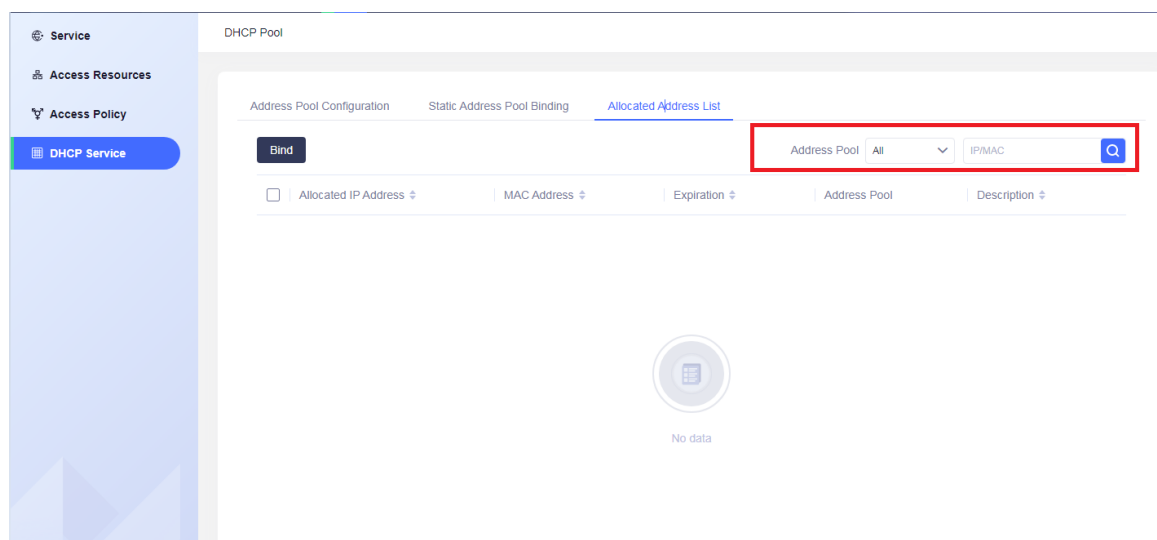 Service
Access Resources
Access Policy
DHCP Service
DHCP Pool
Address Pool Configuration Static Address Pool Binding Allocated Address List
Bind Address Pool All IP/MAC
Allocated IP Address MAC Address Expiration Address Pool Description
No data